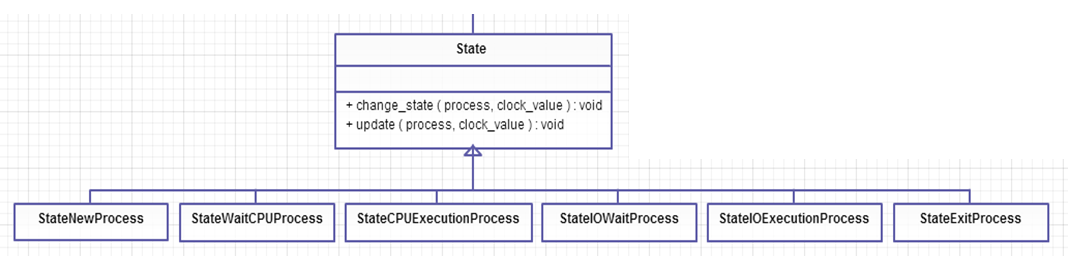 State
+ change_state ( process, clock_value ) : void
+ update ( process, clock_value ) : void
StateNewProcess
StateWaitCPUProcess
StateCPUExecutionProcess
StateIOWaitProcess
StateIOExecutionProcess
StateExitProcess